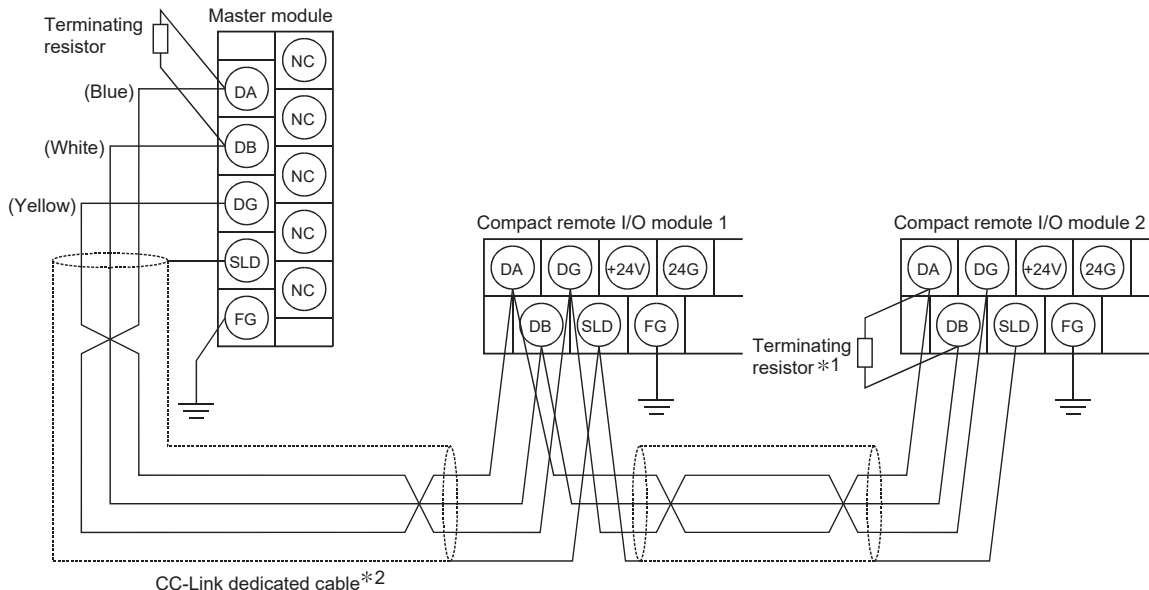 Terminating
resistor
Master module
NC
(Blue)
DA
NC
(White)
DB
NC
(Yellow)
DG
NC
SLD
NC
FG
Compact remote I/O module 1
DA
DG
+24V
24G
DB
SLD
FG
Compact remote I/O module 2
DA
DG
+24V
24G
DB
SLD
FG
Terminating
resistor*1
CC-Link dedicated cable*2